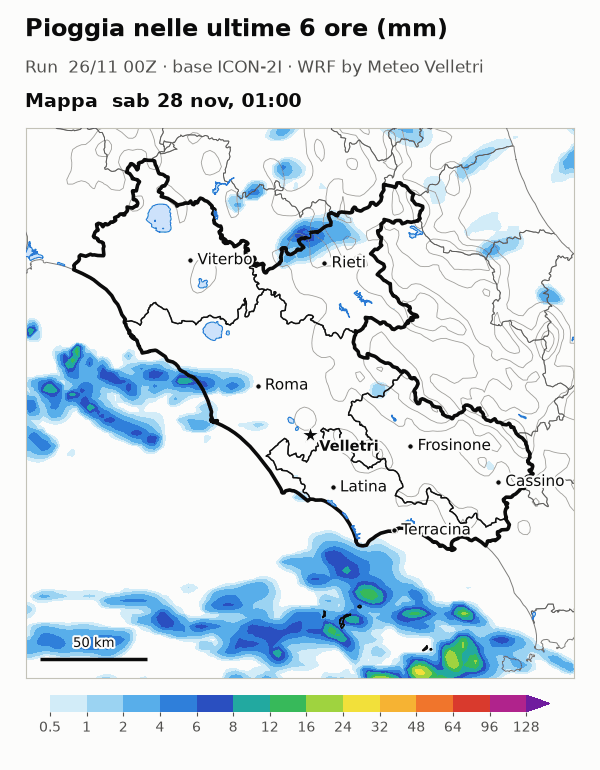 Pioggia nelle ultime 6 ore (mm)
Run  26/11 00Z · base ICON-2I · WRF by Meteo Velletri
Mappa  sab 28 nov, 01:00
Viterbo
Rieti
Roma
Velletri
Frosinone
Cassino
Latina
Terracina
50 km
0.5 1 2 4 6 8 12 16 24 32 48 64 96 128